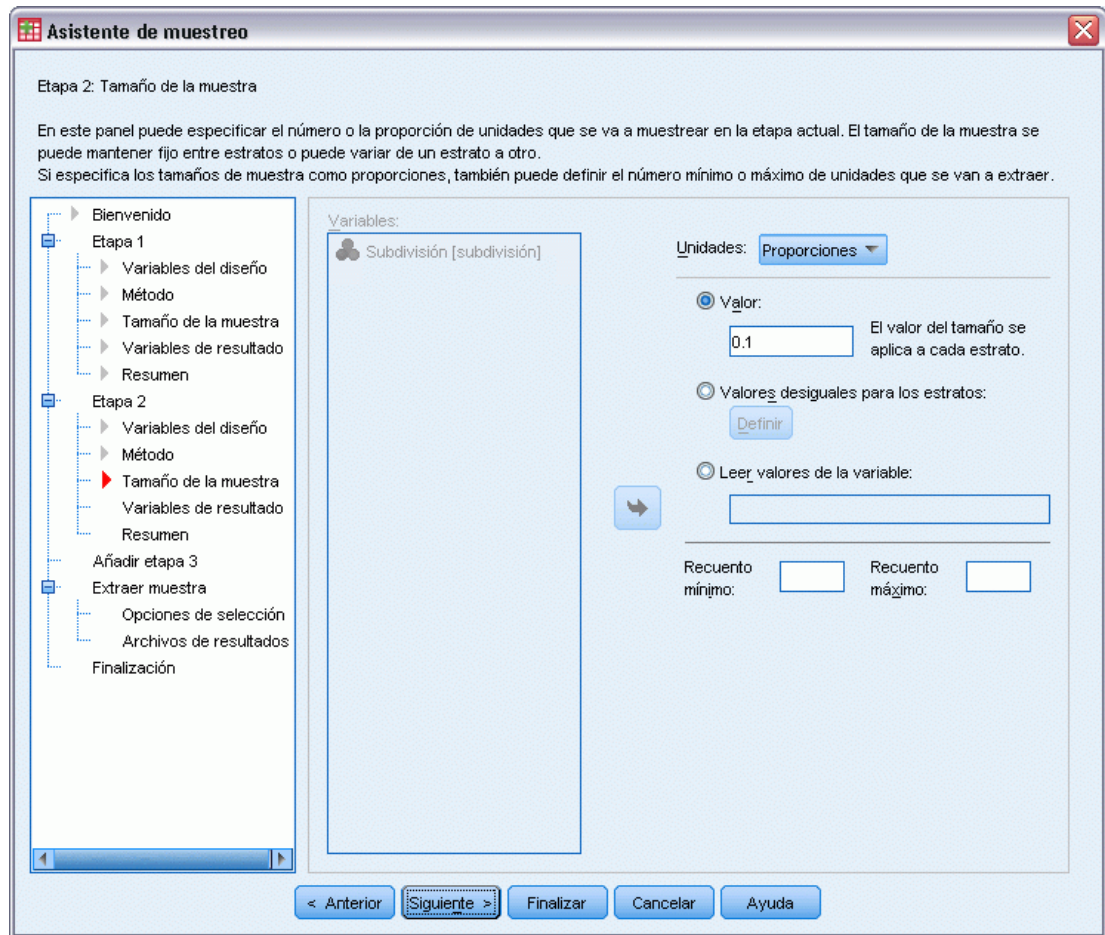 Asistente de muestreo
Etapa 2: Tamaño de la muestra
En este panel puede especificar el número o la proporción de unidades que se va a muestrear en la etapa actual. El tamaño de la muestra se
puede mantener fijo entre estratos o puede variar de un estrato a otro.
Si especifica los tamaños de muestra como proporciones, también puede definir el número mínimo o máximo de unidades que se van a extraer.
Bienvenido
Etapa 1
Variables del diseño
Método
Tamaño de la muestra
Variables de resultado
Resumen
Etapa 2
Variables del diseño
Método
Tamaño de la muestra
Variables de resultado
Resumen
Añadir etapa 3
Extraer muestra
Opciones de selección
Archivos de resultados
Finalización
Variables:
Subdivisión [subdivisión]
Unidades: Proporciones
Valor:
0.1
El valor del tamaño se
aplica a cada estrato.
Valores desiguales para los estratos:
Definir
Leer valores de la variable:
Recuento
mínimo:
Recuento
máximo:
< Anterior
Siguiente >
Finalizar
Cancelar
Ayuda